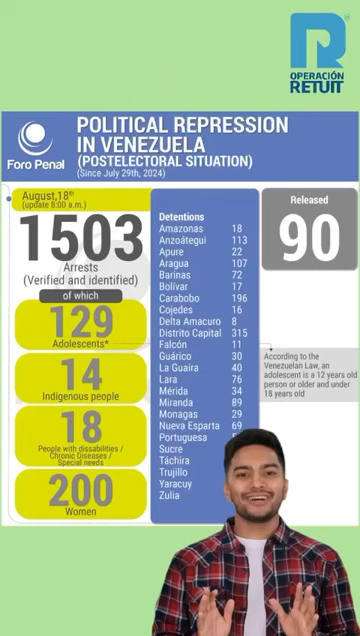 OPERACIÓN
RETUIT
Foro Penal
POLITICAL REPRESSION
IN VENEZUELA
(POSTELECTORAL SITUATION)
(Since July 29th, 2024)
August,18th
(update 8:00 a.m.)
1503
Arrests
(Verified and identified)
of which
129
Adolescents*
14
Indigenous people
18
People with disabilities /
Chronic Diseases /
Special needs
200
Women
Detentions
Amazonas 18
Anzoátegui 113
Apure 22
Aragua 107
Barinas 72
Bolívar 17
Carabobo 196
Cojedes 16
Delta Amacuro 8
Distrito Capital 315
Falcón 11
Guárico 30
La Guaira 40
Lara 76
Mérida 34
Miranda 89
Monagas 29
Nueva Esparta 69
Portuguesa
Sucre
Táchira
Trujillo
Yaracuy
Zulia
Released
90
According to the
Venezuelan Law, an
adolescent is a 12 years old
person or older and under
18 years old